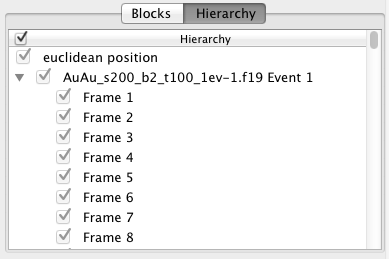 Blocks Hierarchy
Hierarchy
euclidean position
AuAu_s200_b2_t100_1ev-1.f19 Event 1
Frame 1
Frame 2
Frame 3
Frame 4
Frame 5
Frame 6
Frame 7
Frame 8